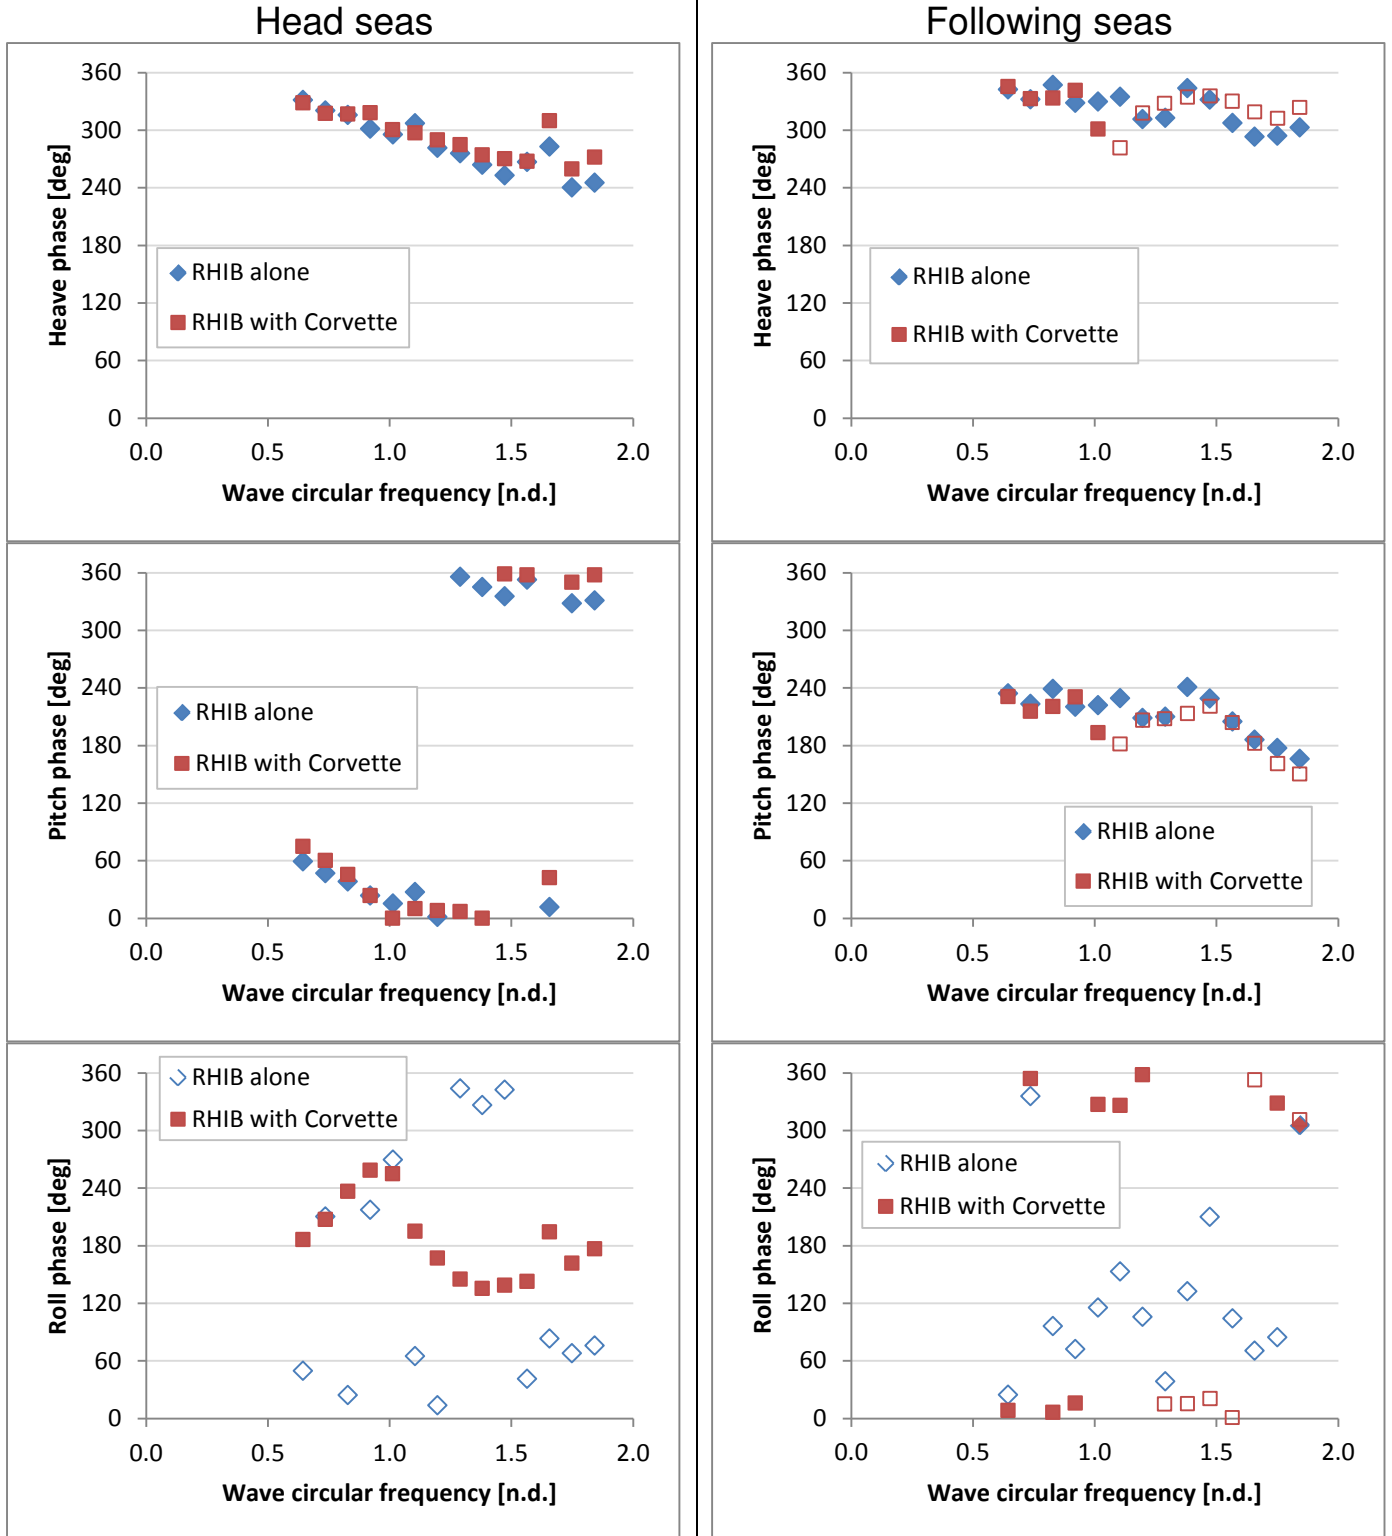 Head seas
Following seas
Heave phase [deg]
360
300
240
180
120
60
0
RHIB alone
RHIB with Corvette
0.0 0.5 1.0 1.5 2.0
Wave circular frequency [n.d.]
Heave phase [deg]
360
300
240
180
120
60
0
RHIB alone
RHIB with Corvette
0.0 0.5 1.0 1.5 2.0
Wave circular frequency [n.d.]
Pitch phase [deg]
360
300
240
180
120
60
0
RHIB alone
RHIB with Corvette
0.0 0.5 1.0 1.5 2.0
Wave circular frequency [n.d.]
Pitch phase [deg]
360
300
240
180
120
60
0
RHIB alone
RHIB with Corvette
0.0 0.5 1.0 1.5 2.0
Wave circular frequency [n.d.]
Roll phase [deg]
360
300
240
180
120
60
0
RHIB alone
RHIB with Corvette
0.0 0.5 1.0 1.5 2.0
Wave circular frequency [n.d.]
Roll phase [deg]
360
300
240
180
120
60
0
RHIB alone
RHIB with Corvette
0.0 0.5 1.0 1.5 2.0
Wave circular frequency [n.d.]